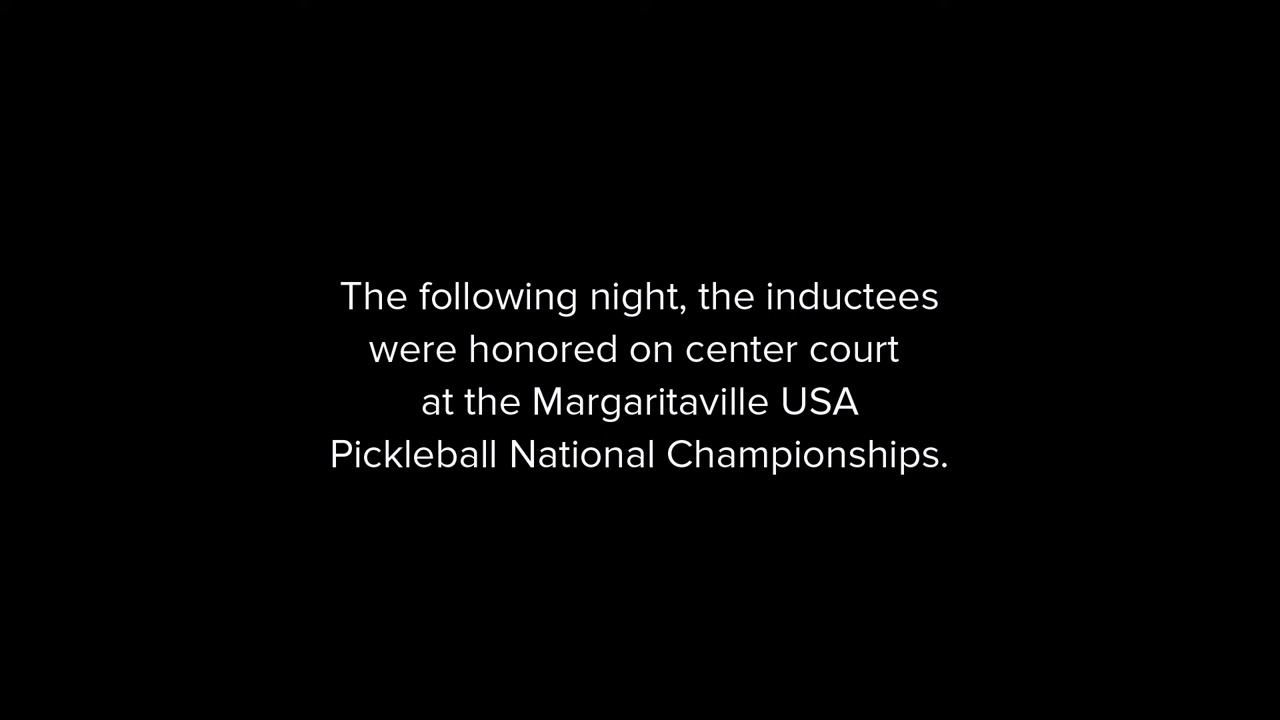 The following night, the inductees
were honored on center court
at the Margaritaville USA
Pickleball National Championships.